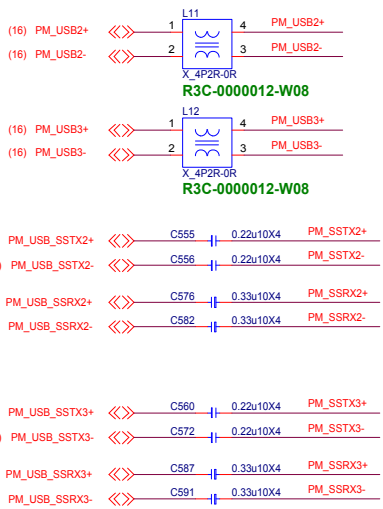 L11
(16) PM_USB2+ 1 4 PM_USB2+
(16) PM_USB2- 2 3 PM_USB2-
X_4P2R-0R
R3C-0000012-W08
L12
(16) PM_USB3+ 1 4 PM_USB3+
(16) PM_USB3- 2 3 PM_USB3-
X_4P2R-0R
R3C-0000012-W08
PM_USB_SSTX2+ C555 0.22u10X4 PM_SSTX2+
) PM_USB_SSTX2- C556 0.22u10X4 PM_SSTX2-
PM_USB_SSRX2+ C576 0.33u10X4 PM_SSRX2+
PM_USB_SSRX2- C582 0.33u10X4 PM_SSRX2-
PM_USB_SSTX3+ C560 0.22u10X4 PM_SSTX3+
) PM_USB_SSTX3- C572 0.22u10X4 PM_SSTX3-
PM_USB_SSRX3+ C587 0.33u10X4 PM_SSRX3+
PM_USB_SSRX3- C591 0.33u10X4 PM_SSRX3-